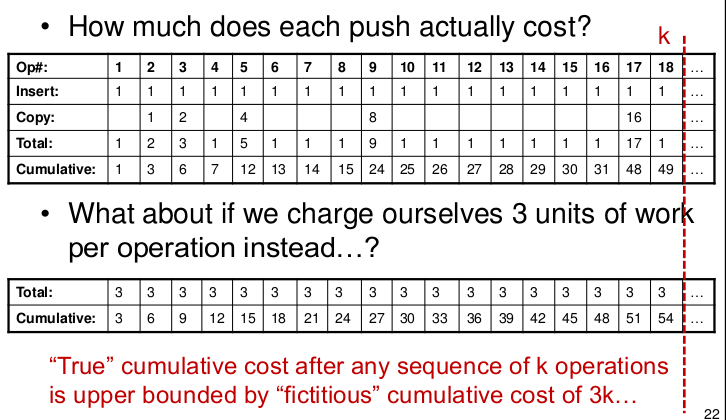 • How much does each push actually cost?
k
Op#: 1 2 3 4 5 6 7 8 9 10 11 12 13 14 15 16 17 18 ...
Insert: 1 1 1 1 1 1 1 1 1 1 1 1 1 1 1 1 1 1 ...
Copy: 1 2 4 8 16 ...
Total: 1 2 3 1 5 1 1 1 9 1 1 1 1 1 1 1 17 1 ...
Cumulative: 1 3 6 7 12 13 14 15 24 25 26 27 28 29 30 31 48 49 ...
• What about if we charge ourselves 3 units of work
per operation instead...?
Total: 3 3 3 3 3 3 3 3 3 3 3 3 3 3 3 3 3 3 ...
Cumulative: 3 6 9 12 15 18 21 24 27 30 33 36 39 42 45 48 51 54 ...
“True” cumulative cost after any sequence of k operations
is upper bounded by “fictitious” cumulative cost of 3k...
22